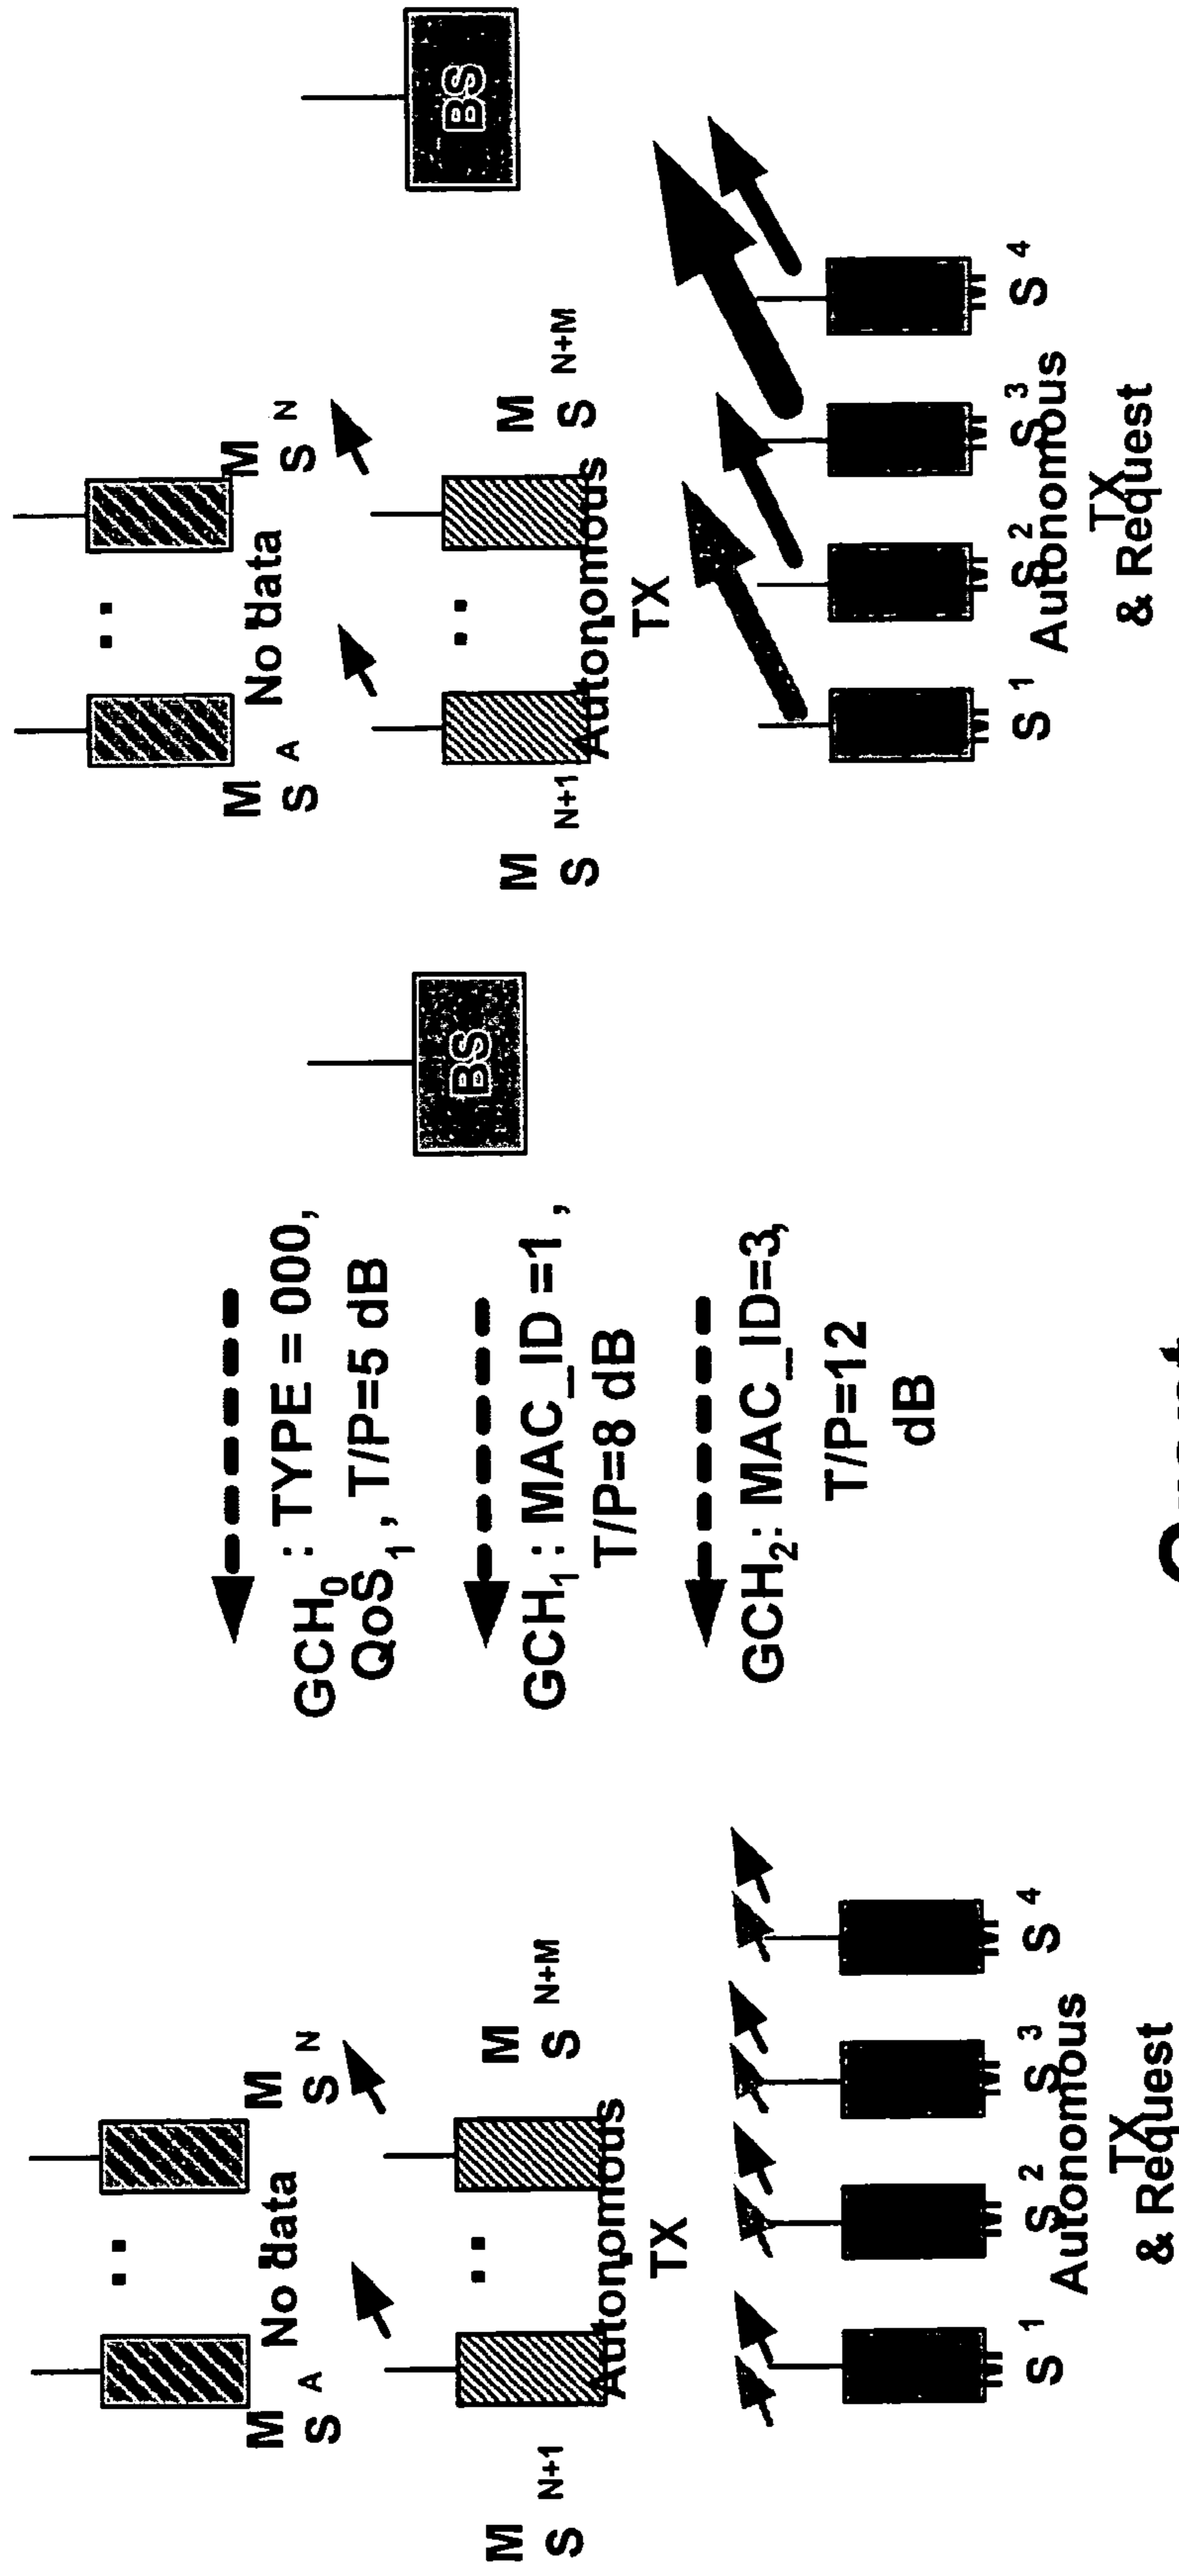 M
S A
No data
M
S N
M
S N+1
Autonomous
TX
M
S N+M
M
S 1
M
S 2
M
S 3
M
S 4
Autonomous
TX
& Request
GCH0 : TYPE = 000,
QoS1 , T/P=5 dB
GCH1 : MAC_ID =1 ,
T/P=8 dB
GCH2: MAC_ID=3,
T/P=12
dB
BS
M
S A
No data
M
S N
M
S N+1
Autonomous
TX
M
S N+M
M
S 1
M
S 2
M
S 3
M
S 4
Autonomous
TX
& Request
BS